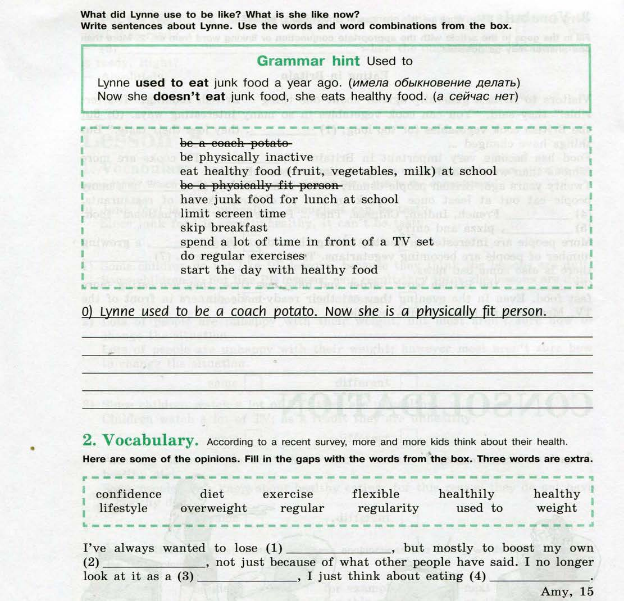 What did Lynne use to be like? What is she like now?
Write sentences about Lynne. Use the words and word combinations from the box.
Grammar hint Used to
Lynne used to eat junk food a year ago. (имела обыкновение делать)
Now she doesn't eat junk food, she eats healthy food. (а сейчас нет)
be a coach potato
be physically inactive
eat healthy food (fruit, vegetables, milk) at school
be a physically fit person
have junk food for lunch at school
limit screen time
skip breakfast
spend a lot of time in front of a TV set
do regular exercises
start the day with healthy food
0) Lynne used to be a coach potato. Now she is a physically fit person.
2. Vocabulary. According to a recent survey, more and more kids think about their health.
Here are some of the opinions. Fill in the gaps with the words from the box. Three words are extra.
confidence diet exercise flexible healthily healthy
lifestyle overweight regular regularity used to weight
I've always wanted to lose (1) ____________, but mostly to boost my own
(2) ____________, not just because of what other people have said. I no longer
look at it as a (3) ____________, I just think about eating (4) ____________.
Amy, 15